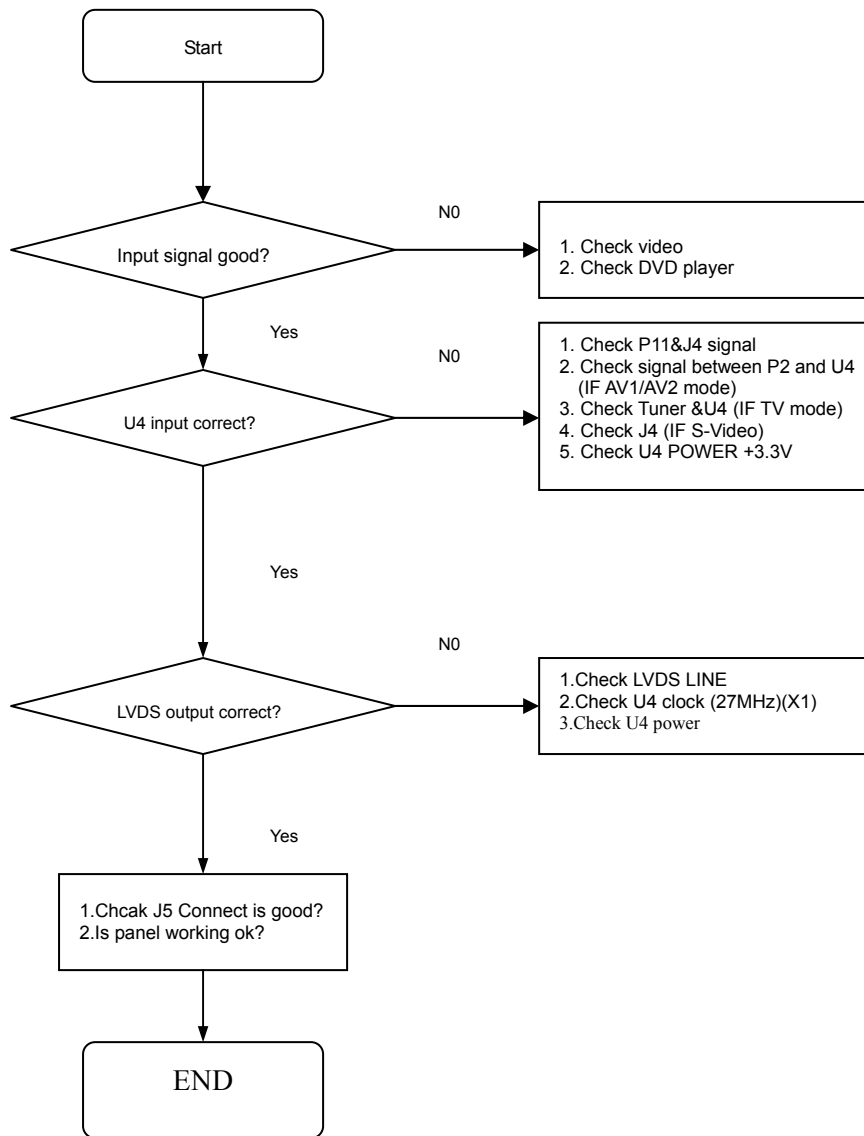 Start
Input signal good?
N0
1. Check video
2. Check DVD player
Yes
U4 input correct?
N0
1. Check P11&J4 signal
2. Check signal between P2 and U4
(IF AV1/AV2 mode)
3. Check Tuner &U4 (IF TV mode)
4. Check J4 (IF S-Video)
5. Check U4 POWER +3.3V
Yes
LVDS output correct?
N0
1.Check LVDS LINE
2.Check U4 clock (27MHz)(X1)
3.Check U4 power
Yes
1.Chcak J5 Connect is good?
2.Is panel working ok?
END